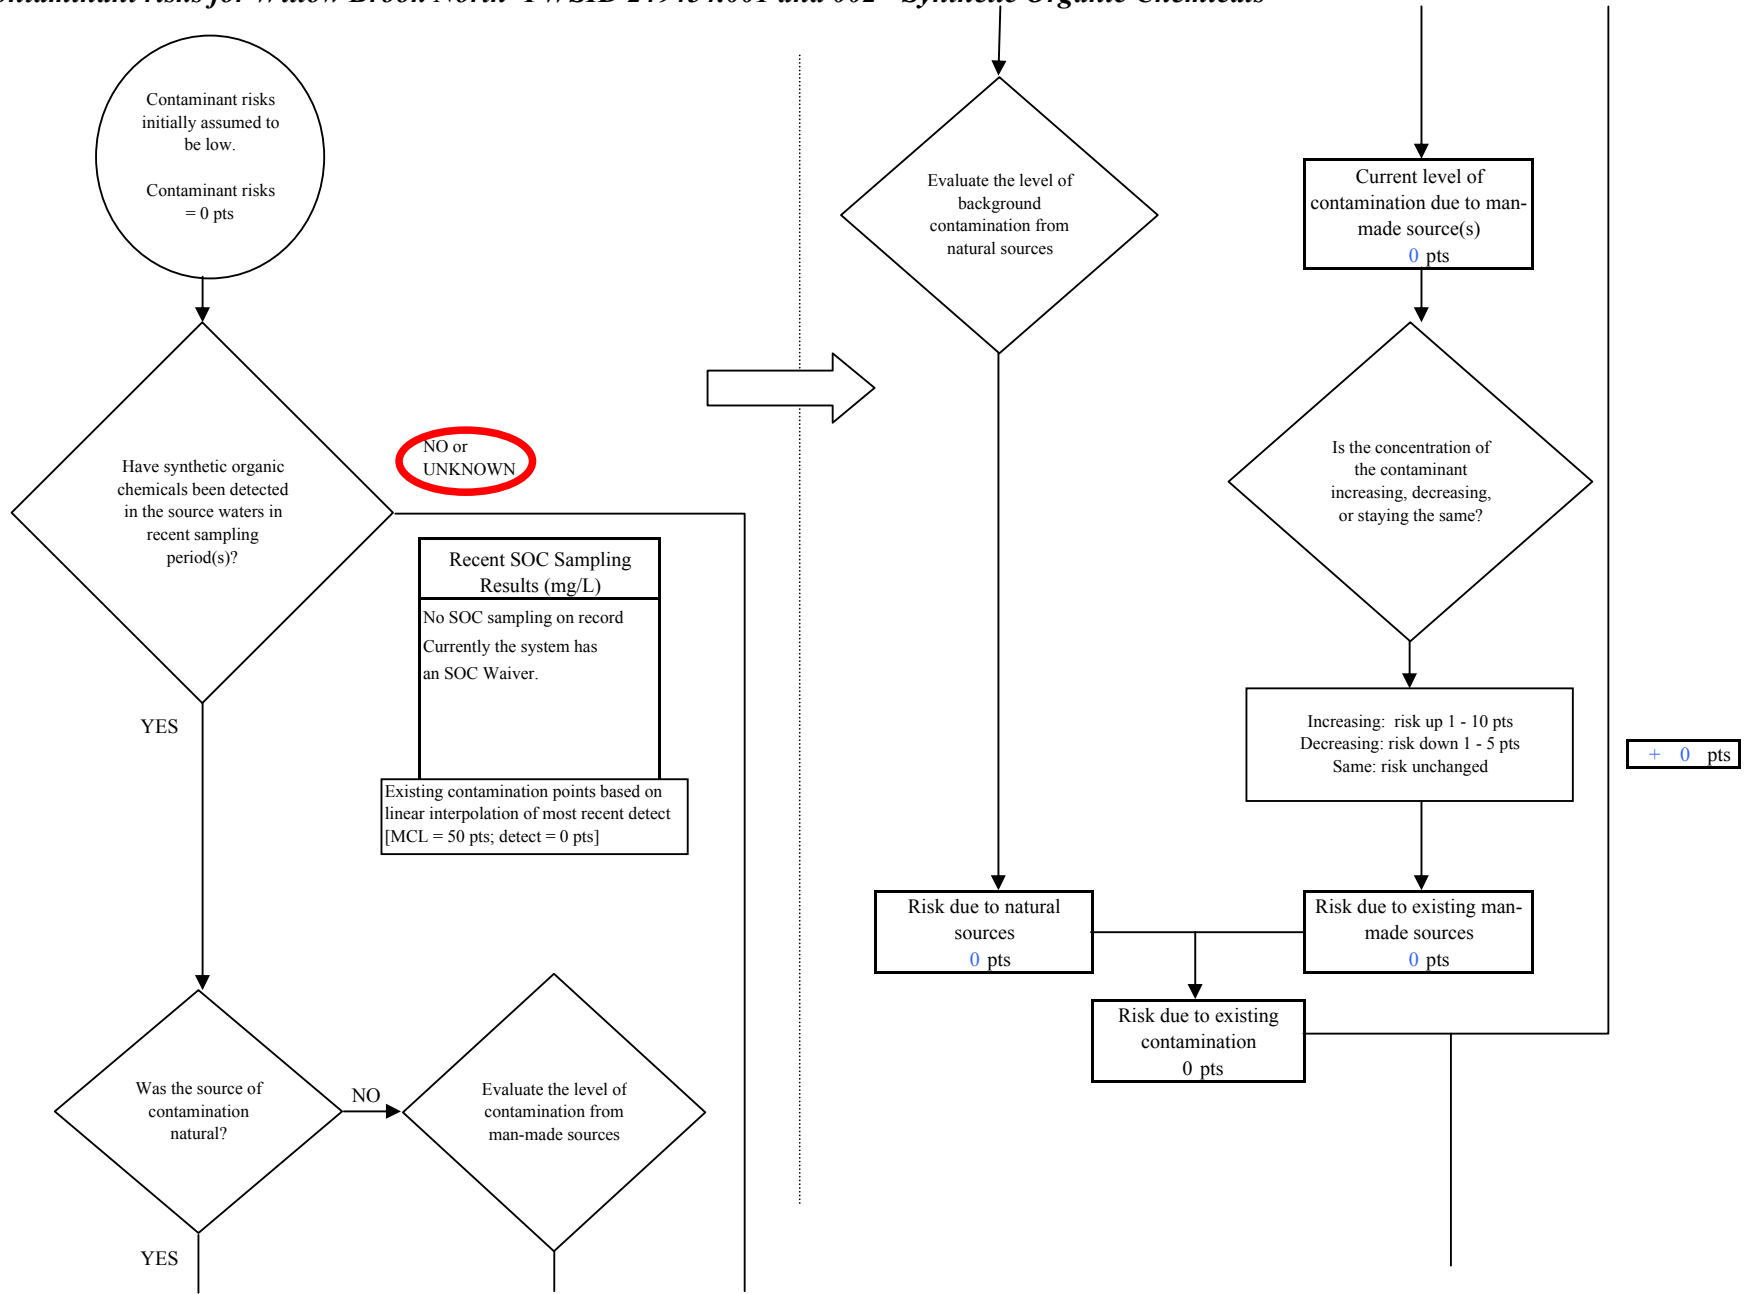 Contaminant risks
initially assumed to
be low.
Contaminant risks
= 0 pts
Have synthetic organic
chemicals been detected
in the source waters in
recent sampling
period(s)?
NO or
UNKNOWN
Recent SOC Sampling
Results (mg/L)
No SOC sampling on record
Currently the system has
an SOC Waiver.
YES
Existing contamination points based on
linear interpolation of most recent detect
[MCL = 50 pts; detect = 0 pts]
Was the source of
contamination
natural?
NO
Evaluate the level of
contamination from
man-made sources
YES
Evaluate the level of
background
contamination from
natural sources
Current level of
contamination due to man-
made source(s)
0 pts
Is the concentration of
the contaminant
increasing, decreasing,
or staying the same?
Increasing: risk up 1 - 10 pts
Decreasing: risk down 1 - 5 pts
Same: risk unchanged
+ 0 pts
Risk due to natural
sources
0 pts
Risk due to existing man-
made sources
0 pts
Risk due to existing
contamination
0 pts